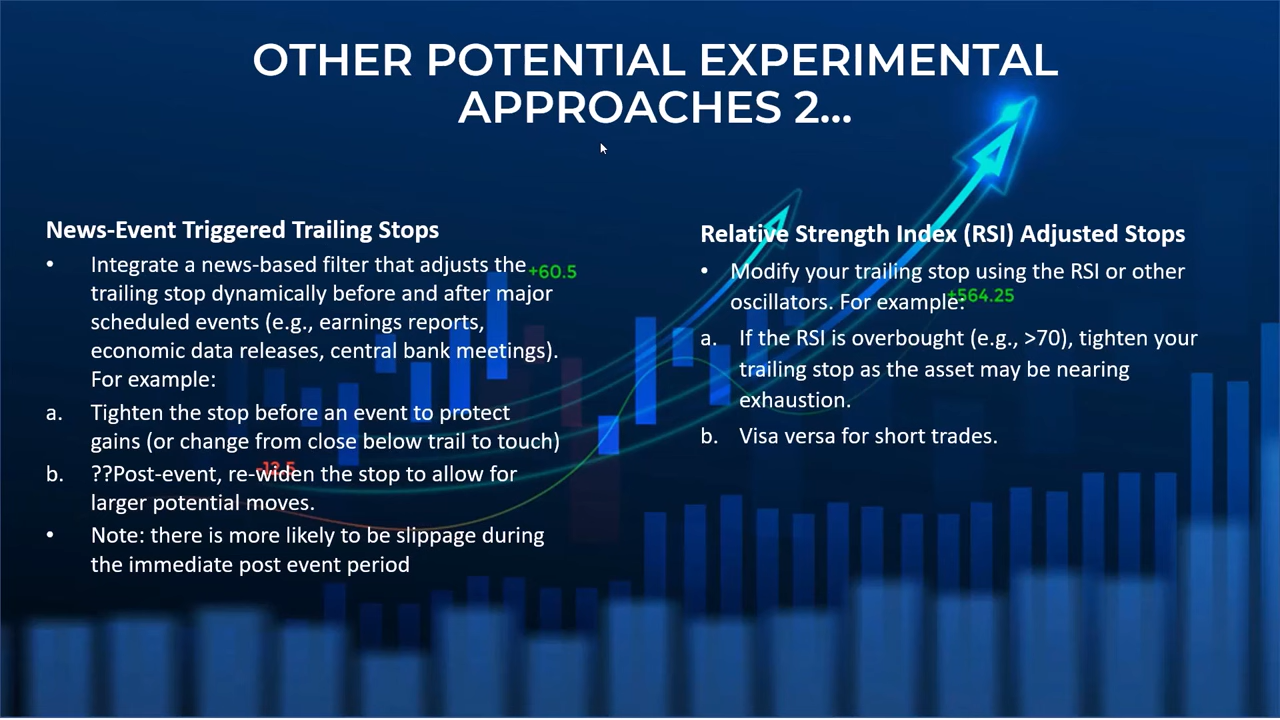 OTHER POTENTIAL EXPERIMENTAL
APPROACHES 2...
News-Event Triggered Trailing Stops
• Integrate a news-based filter that adjusts the
trailing stop dynamically before and after major
scheduled events (e.g., earnings reports,
economic data releases, central bank meetings).
For example:
a. Tighten the stop before an event to protect
gains (or change from close below trail to touch)
b. ??Post-event, re-widen the stop to allow for
larger potential moves.
• Note: there is more likely to be slippage during
the immediate post event period
+60.5
-12.5
Relative Strength Index (RSI) Adjusted Stops
• Modify your trailing stop using the RSI or other
oscillators. For example:
a. If the RSI is overbought (e.g., >70), tighten your
trailing stop as the asset may be nearing
exhaustion.
b. Visa versa for short trades.
+564.25